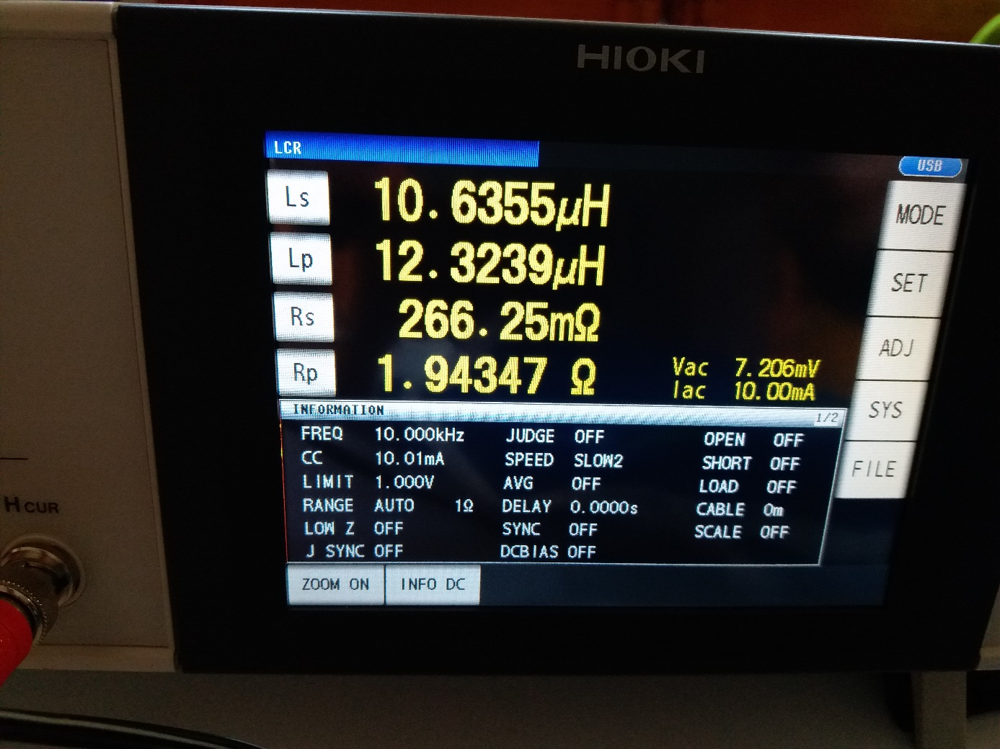 HIOKI
LCR
USB
Ls 10.6355μH
Lp 12.3239μH
Rs 266.25mΩ
Rp 1.94347 Ω
Vac 7.206mV
Iac 10.00mA
MODE
SET
ADJ
SYS
FILE
INFORMATION 1/2
FREQ 10.000kHz JUDGE OFF OPEN OFF
CC 10.01mA SPEED SLOW2 SHORT OFF
LIMIT 1.000V AVG OFF LOAD OFF
RANGE AUTO 1Ω DELAY 0.0000s CABLE 0m
LOW Z OFF SYNC OFF SCALE OFF
J SYNC OFF DCBIAS OFF
ZOOM ON INFO DC
HCUR